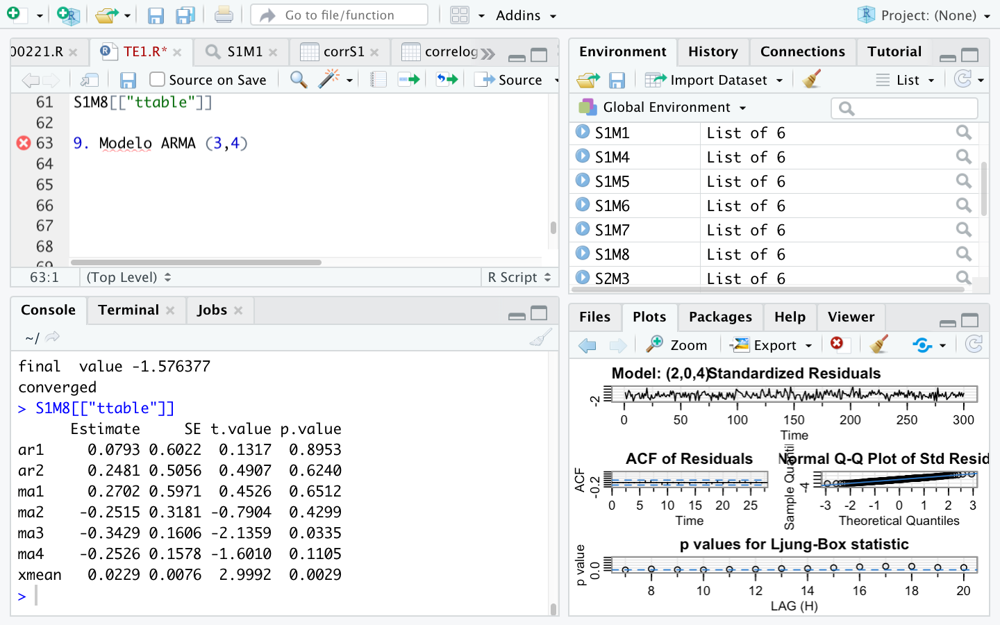 Go to file/function
Addins
Project: (None)
00221.R
TE1.R*
S1M1
corrS1
correlog
Source on Save
Source
61 S1M8[["ttable"]]
62
63 9. Modelo ARMA (3,4)
64
65
66
67
68
69
63:1 (Top Level) R Script
Console Terminal Jobs
~/
final  value -1.576377
converged
> S1M8[["ttable"]]
Estimate SE t.value p.value
ar1 0.0793 0.6022 0.1317 0.8953
ar2 0.2481 0.5056 0.4907 0.6240
ma1 0.2702 0.5971 0.4526 0.6512
ma2 -0.2515 0.3181 -0.7904 0.4299
ma3 -0.3429 0.1606 -2.1359 0.0335
ma4 -0.2526 0.1578 -1.6010 0.1105
xmean 0.0229 0.0076 2.9992 0.0029
>
Environment History Connections Tutorial
Import Dataset
List
Global Environment
S1M1 List of 6
S1M4 List of 6
S1M5 List of 6
S1M6 List of 6
S1M7 List of 6
S1M8 List of 6
S2M3 List of 6
Files Plots Packages Help Viewer
Zoom Export
Model: (2,0,4) Standardized Residuals
-2
0 50 100 150 200 250 300
Time
ACF of Residuals
ACF
-0.2
0 5 10 15 20 25
Time
Normal Q-Q Plot of Std Resid
Sample Quantil
-4
-3 -2 -1 0 1 2 3
Theoretical Quantiles
p values for Ljung-Box statistic
p value
0.0
8 10 12 14 16 18 20
LAG (H)